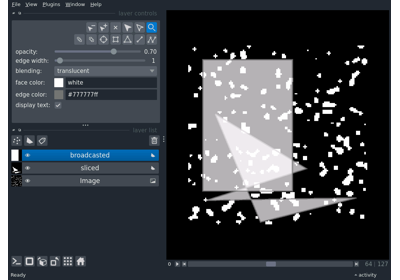 File View Plugins Window Help
layer controls
opacity: 0.70
edge width: 1
blending: translucent
face color: white
edge color: #777777ff
display text:
layer list
broadcasted
sliced
Image
64 127
Ready
activity